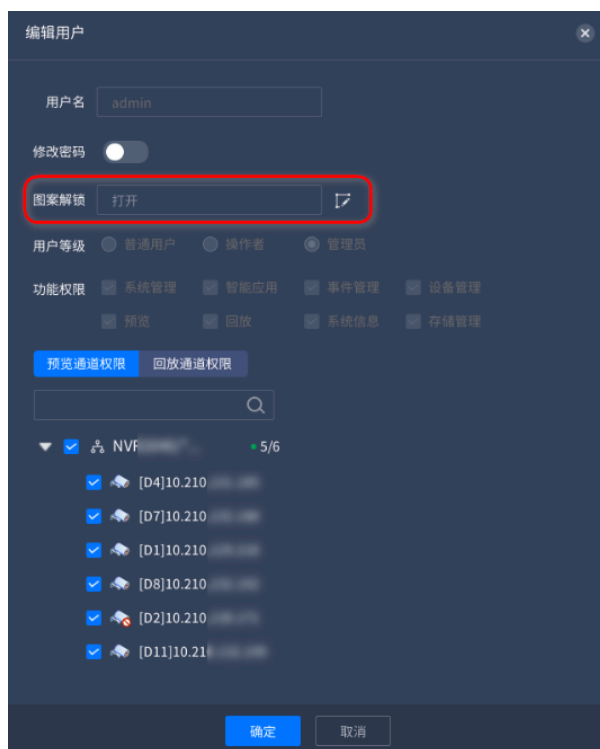 编辑用户
用户名 admin
修改密码
图案解锁 打开
用户等级 普通用户 操作者 管理员
功能权限 系统管理 智能应用 事件管理 设备管理
预览 回放 系统信息 存储管理
预览通道权限 回放通道权限
NVR 5/6
[D4]10.210
[D7]10.210
[D1]10.210
[D8]10.210
[D2]10.210
[D11]10.21
确定 取消